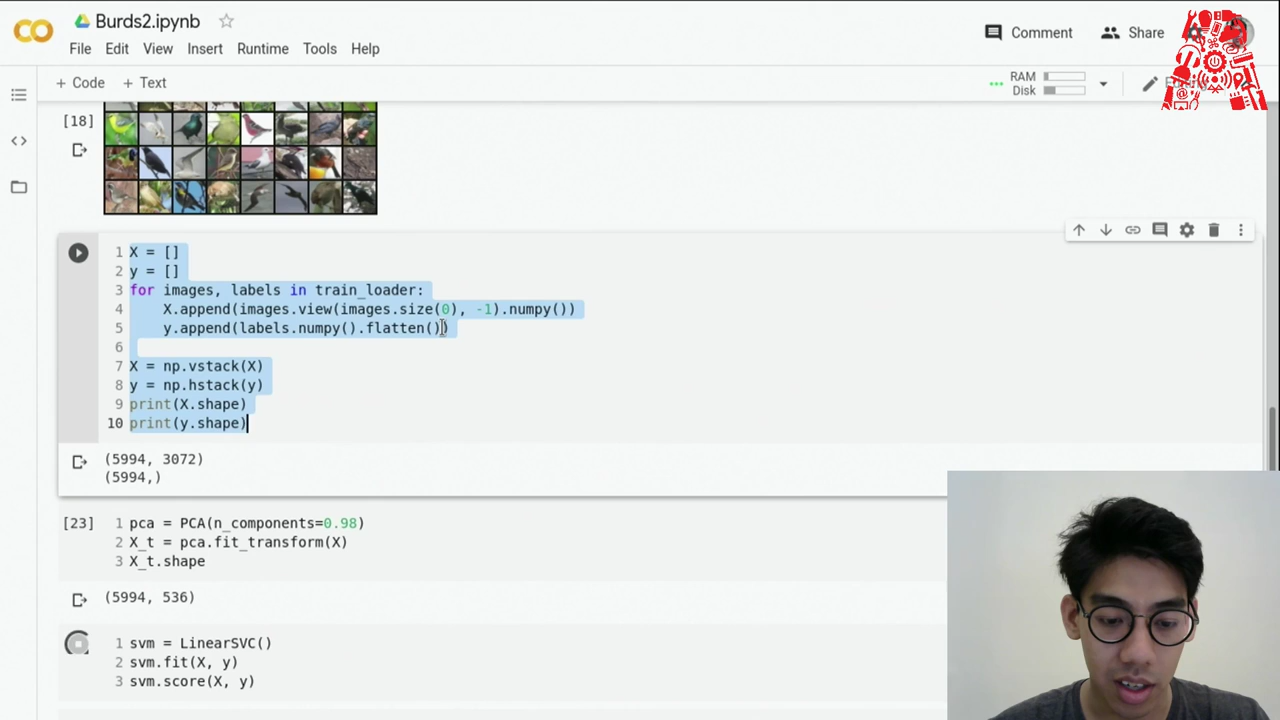 Burds2.ipynb
File Edit View Insert Runtime Tools Help
Comment
Share
+ Code + Text
RAM
Disk
[18]
1 X = []
2 y = []
3 for images, labels in train_loader:
4 X.append(images.view(images.size(0), -1).numpy())
5 y.append(labels.numpy().flatten())
6
7 X = np.vstack(X)
8 y = np.hstack(y)
9 print(X.shape)
10 print(y.shape)
(5994, 3072)
(5994,)
[23]
1 pca = PCA(n_components=0.98)
2 X_t = pca.fit_transform(X)
3 X_t.shape
(5994, 536)
1 svm = LinearSVC()
2 svm.fit(X, y)
3 svm.score(X, y)